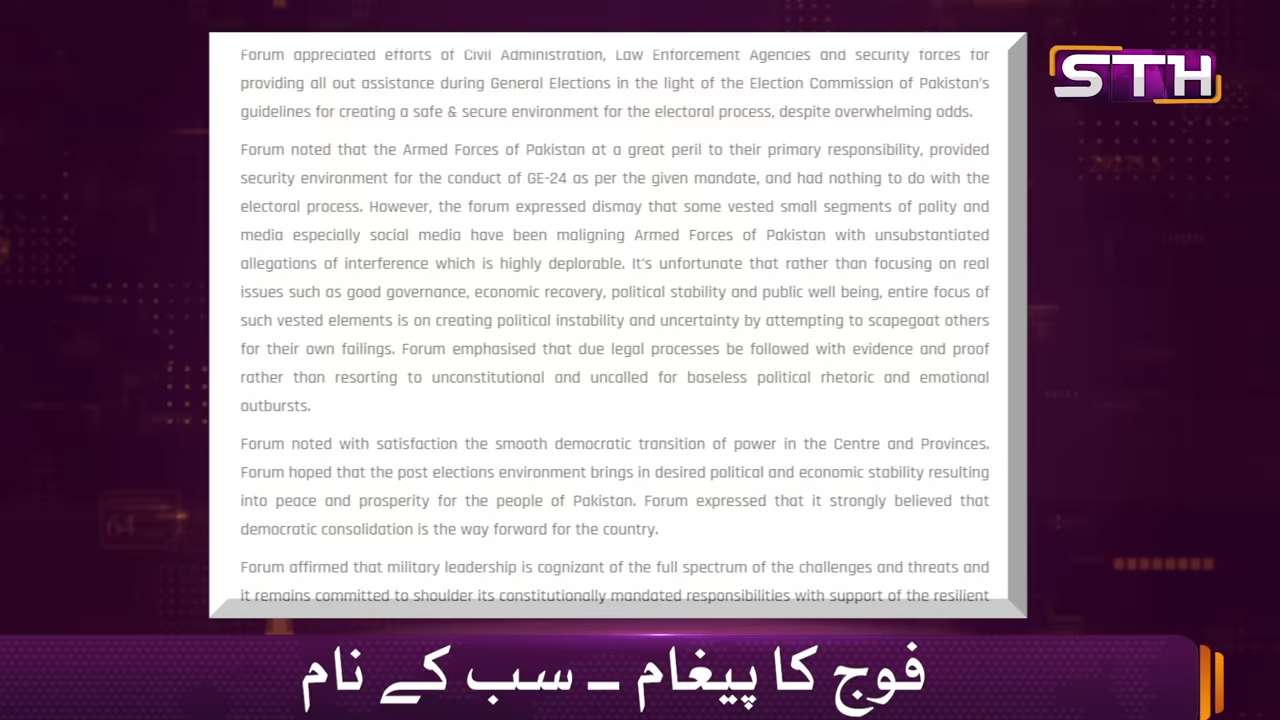 Forum appreciated efforts of Civil Administration, Law Enforcement Agencies and security forces for
providing all out assistance during General Elections in the light of the Election Commission of Pakistan's
guidelines for creating a safe & secure environment for the electoral process, despite overwhelming odds.
Forum noted that the Armed Forces of Pakistan at a great peril to their primary responsibility, provided
security environment for the conduct of GE-24 as per the given mandate, and had nothing to do with the
electoral process. However, the forum expressed dismay that some vested small segments of polity and
media especially social media have been maligning Armed Forces of Pakistan with unsubstantiated
allegations of interference which is highly deplorable. It's unfortunate that rather than focusing on real
issues such as good governance, economic recovery, political stability and public well being, entire focus of
such vested elements is on creating political instability and uncertainty by attempting to scapegoat others
for their own failings. Forum emphasised that due legal processes be followed with evidence and proof
rather than resorting to unconstitutional and uncalled for baseless political rhetoric and emotional
outbursts.
Forum noted with satisfaction the smooth democratic transition of power in the Centre and Provinces.
Forum hoped that the post elections environment brings in desired political and economic stability resulting
into peace and prosperity for the people of Pakistan. Forum expressed that it strongly believed that
democratic consolidation is the way forward for the country.
Forum affirmed that military leadership is cognizant of the full spectrum of the challenges and threats and
it remains committed to shoulder its constitutionally mandated responsibilities with support of the resilient
STH
64
فوج کا پیغام ـ سب کے نام